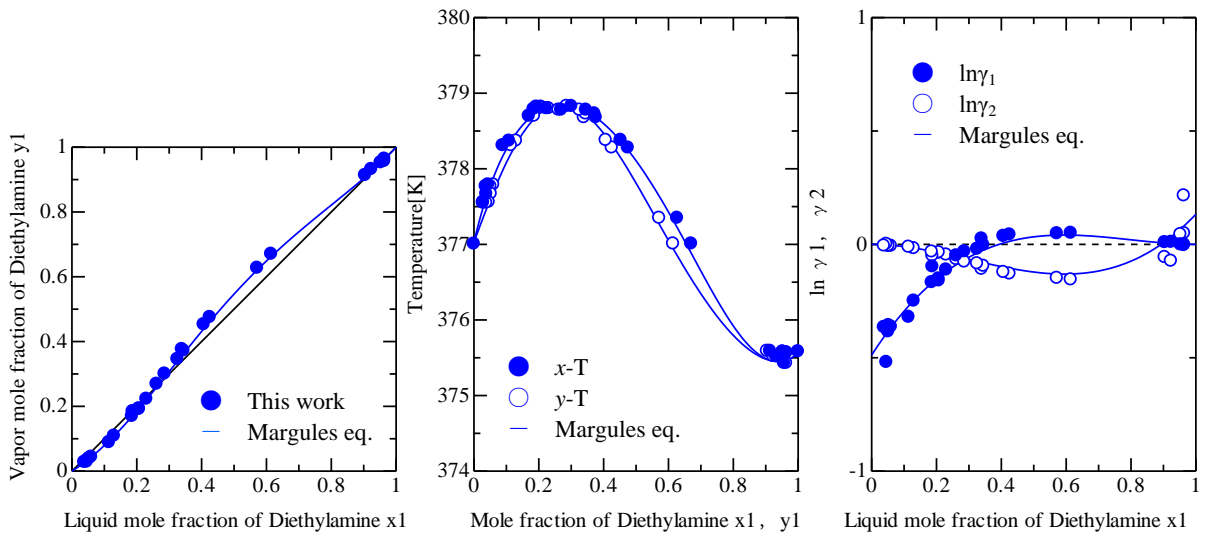 Vapor mole fraction of Diethylamine y1
1
0.8
0.6
0.4
0.2
0
0
0.2
0.4
0.6
0.8
1
This work
Margules eq.
Liquid mole fraction of Diethylamine x1
Temperature[K]
380
379
378
377
376
375
374
0
0.2
0.4
0.6
0.8
1
x-T
y-T
Margules eq.
Mole fraction of Diethylamine x1, y1
ln γ1, γ2
1
0
-1
0
0.2
0.4
0.6
0.8
1
lnγ1
lnγ2
Margules eq.
Liquid mole fraction of Diethylamine x1